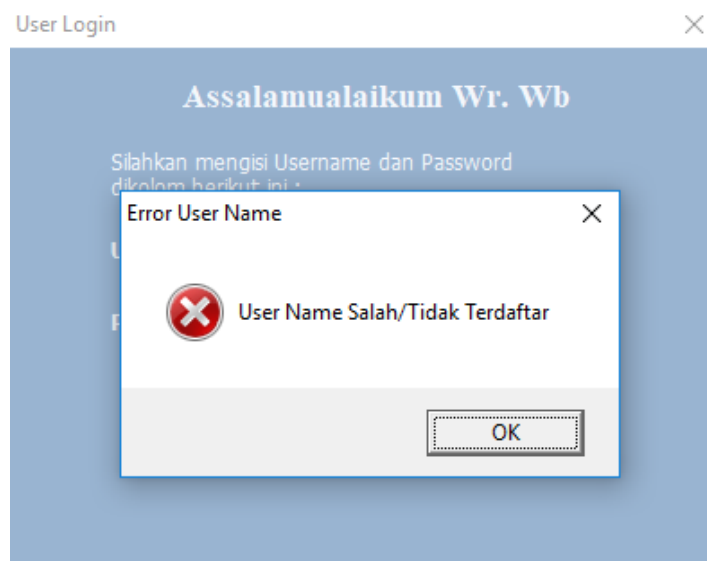 User Login
Assalamualaikum Wr. Wb
Silahkan mengisi Username dan Password
dikolom berikut ini :
Error User Name
User Name Salah/Tidak Terdaftar
OK